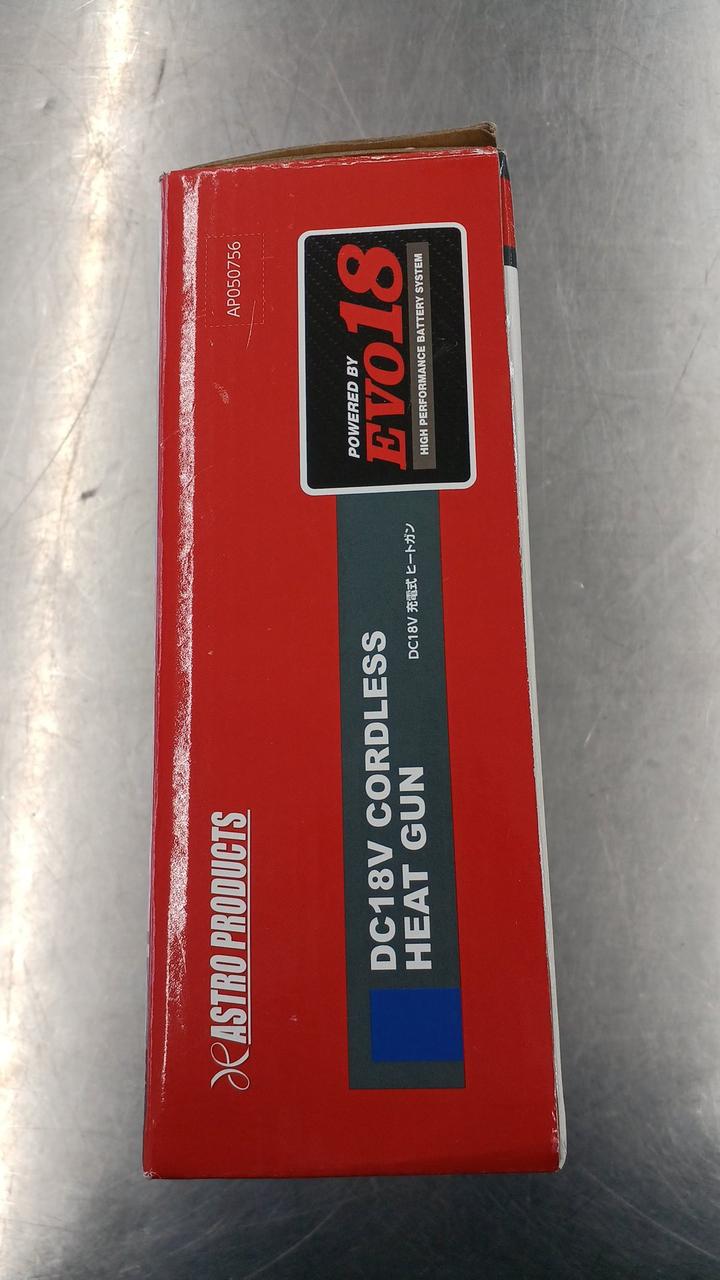 ASTRO PRODUCTS
AP050756
DC18V CORDLESS
HEAT GUN
DC18V 充電式 ヒートガン
POWERED BY
EVO18
HIGH PERFORMANCE BATTERY SYSTEM